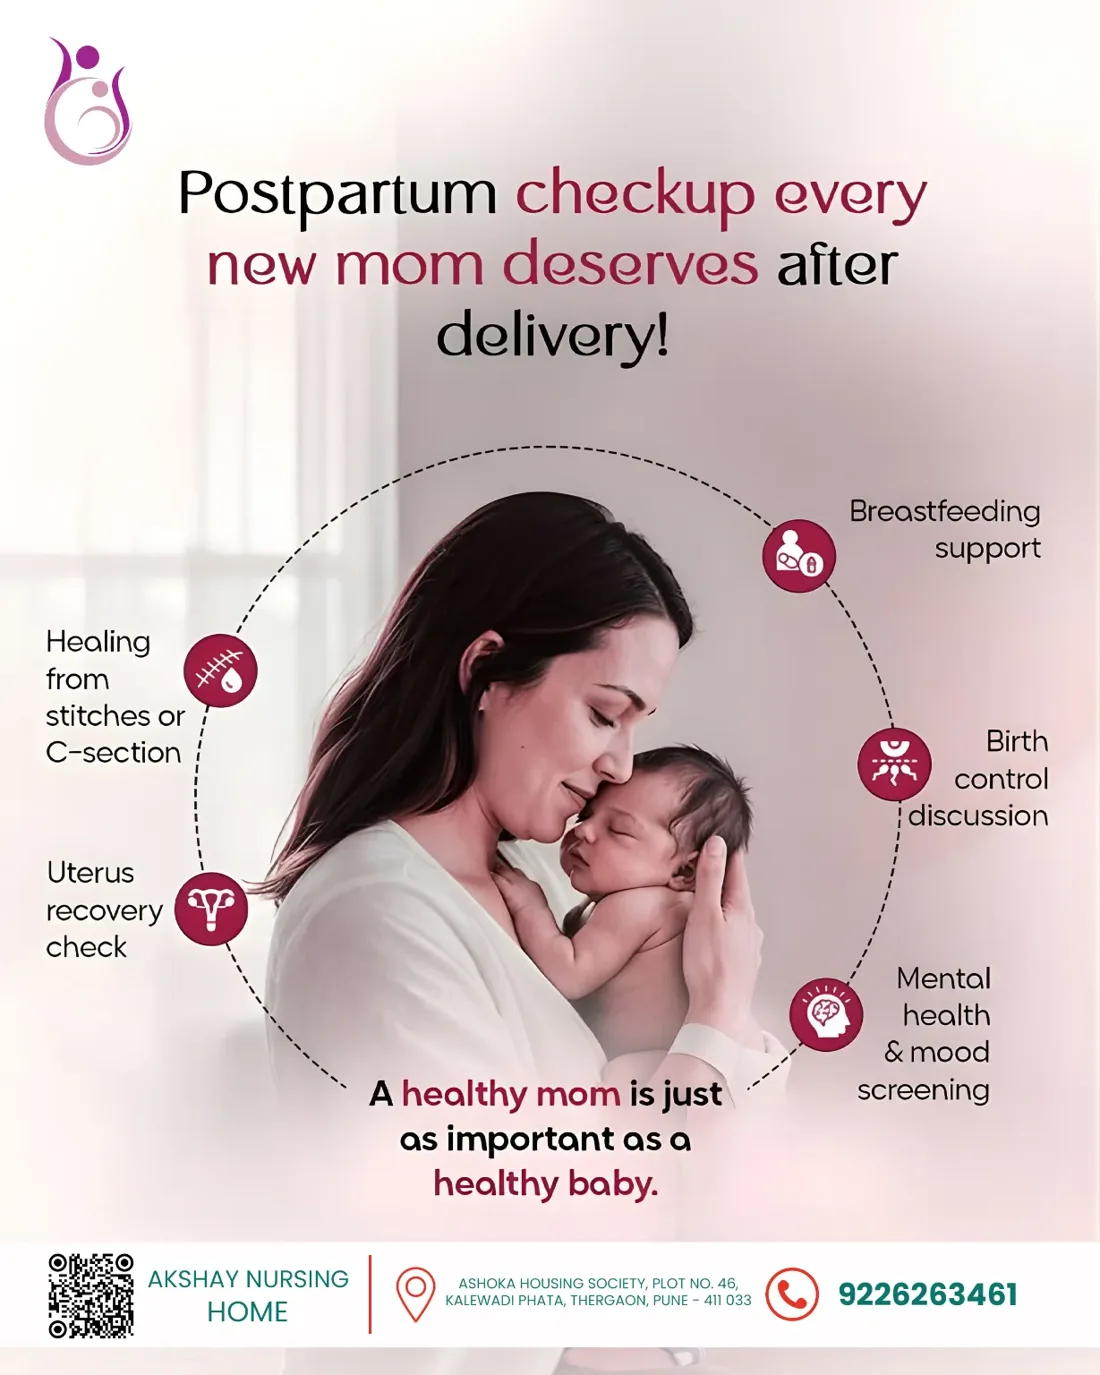 Postpartum checkup every
new mom deserves after
delivery!
Breastfeeding
support
Healing
from
stitches or
C-section
Birth
control
discussion
Uterus
recovery
check
Mental
health
& mood
screening
A healthy mom is just
as important as a
healthy baby.
AKSHAY NURSING
HOME
ASHOKA HOUSING SOCIETY, PLOT NO. 46,
KALEWADI PHATA, THERGAON, PUNE - 411 033
9226263461